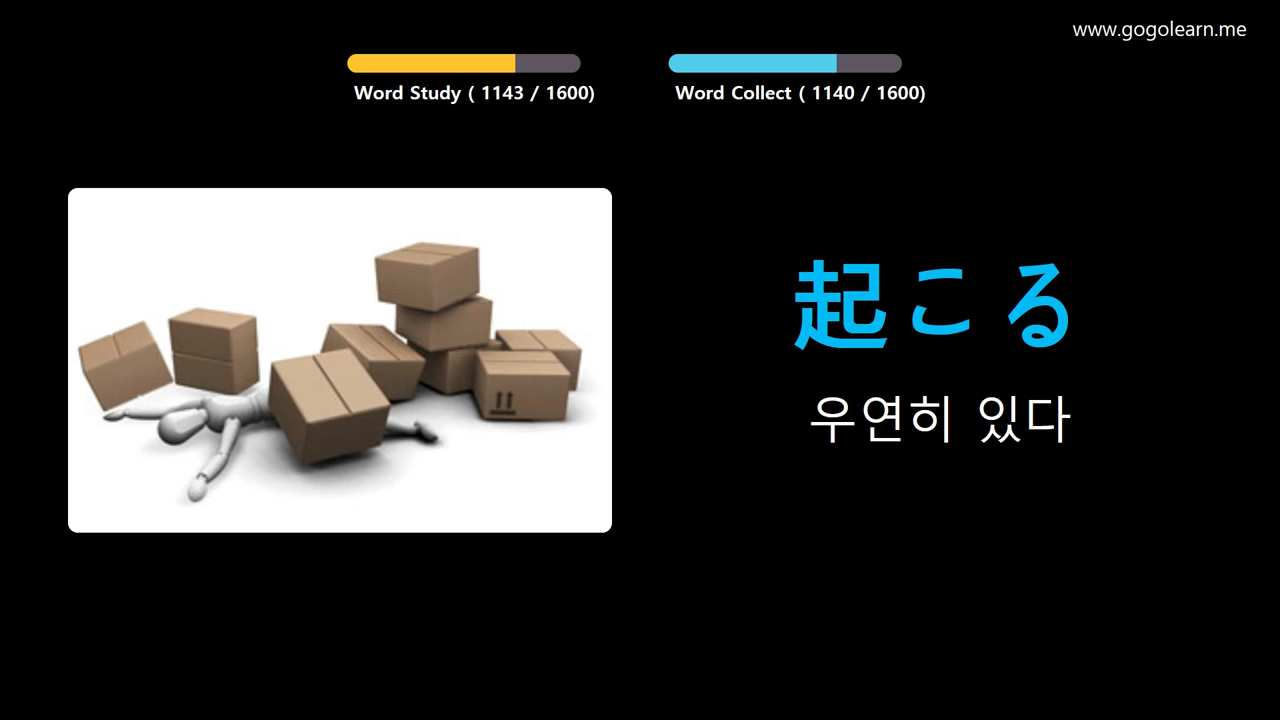 www.gogolearn.me
Word Study ( 1143 / 1600)
Word Collect ( 1140 / 1600)
起こる
우연히 있다